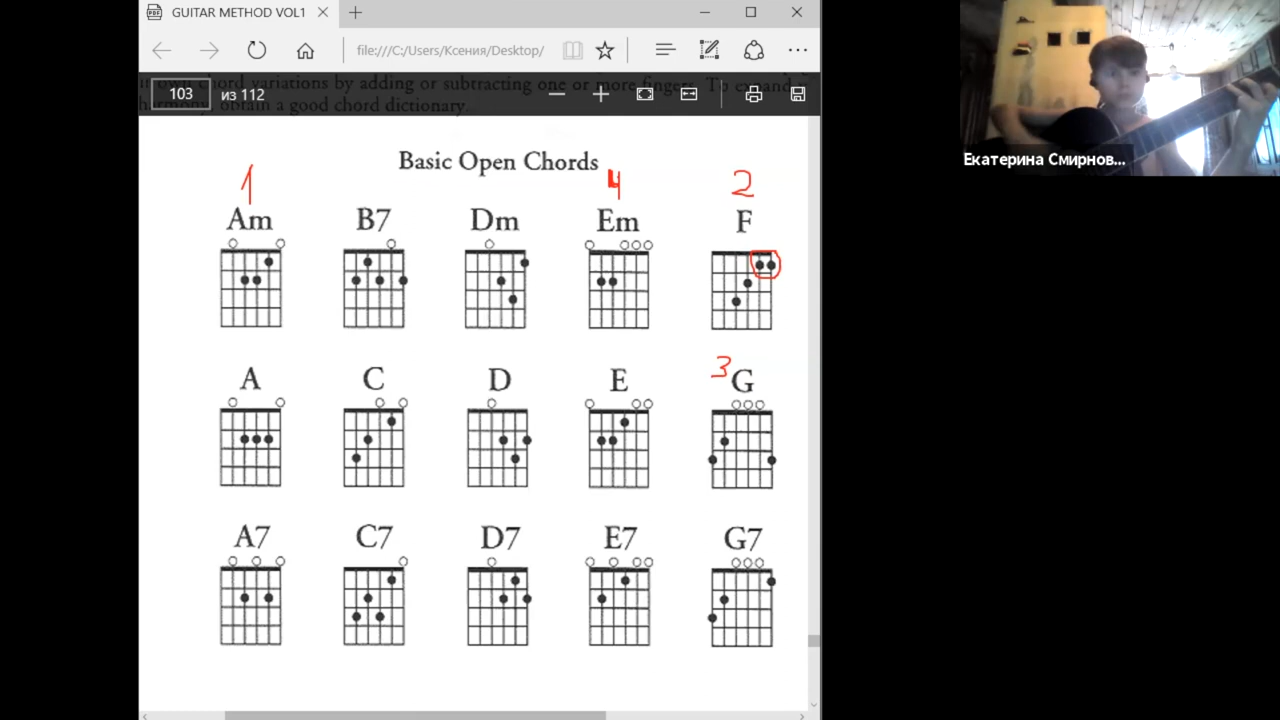 GUITAR METHOD VOL1
file:///C:/Users/Ксения/Desktop/
own chord variations by adding or subtracting one or more fingers. To expand
harmony, obtain a good chord dictionary.
103 из 112
Basic Open Chords
1 4 2
Am B7 Dm Em F
3
A C D E G
A7 C7 D7 E7 G7
Екатерина Смирнов...